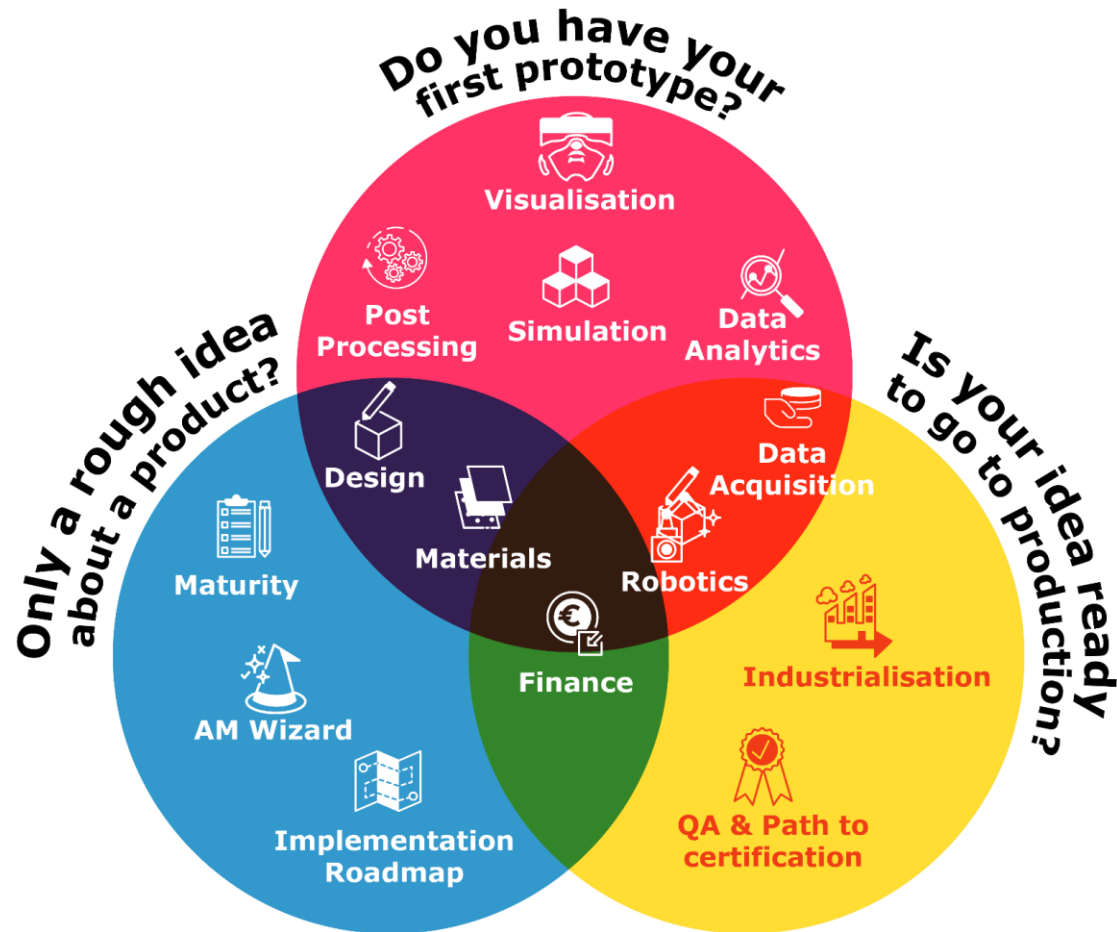 Do you have your
first prototype?
Visualisation
Post
Processing
Simulation
Data
Analytics
Only a rough idea
about a product?
Is your idea ready
to go to production?
Design
Data
Acquisition
Materials
Robotics
Maturity
€
Finance
Industrialisation
AM Wizard
Implementation
Roadmap
QA & Path to
certification